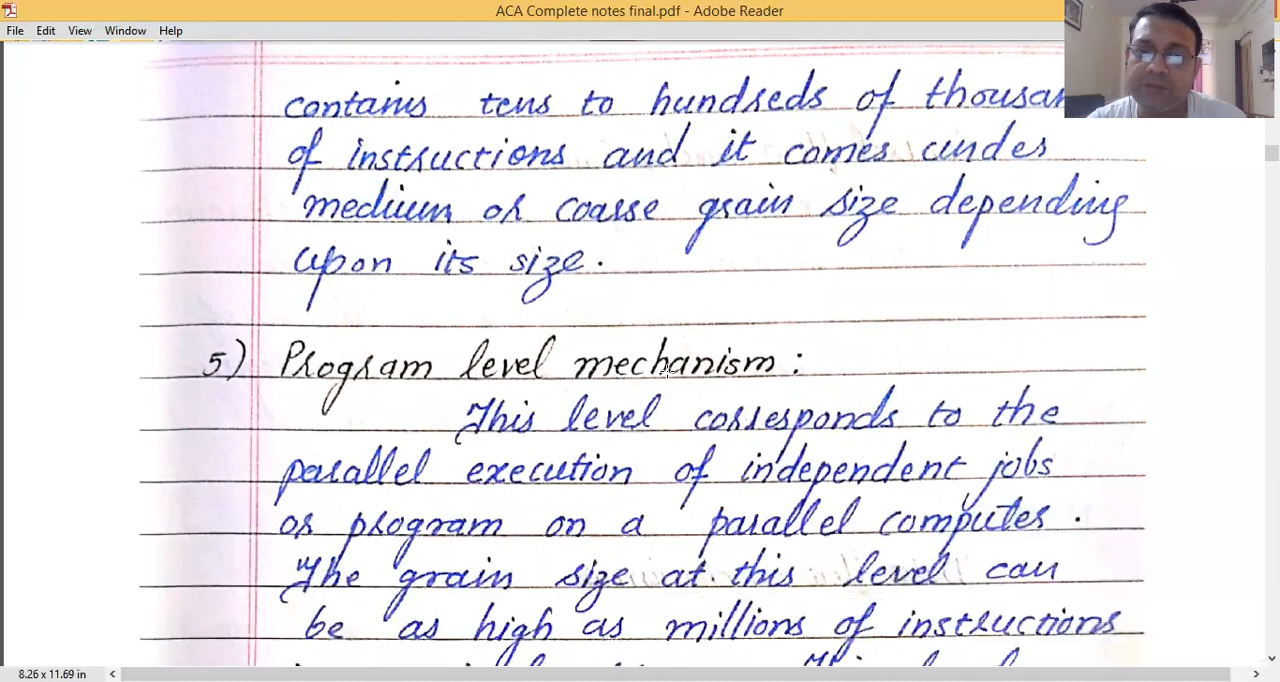 ACA Complete notes final.pdf - Adobe Reader
File Edit View Window Help
contains tens to hundreds of thousan
of instructions and it comes under
medium or coarse grain size depending
upon its size.
5) Program level mechanism :
This level corresponds to the
parallel execution of independent jobs
or program on a parallel computer.
The grain size at this level can
be as high as millions of instructions
8.26 x 11.69 in